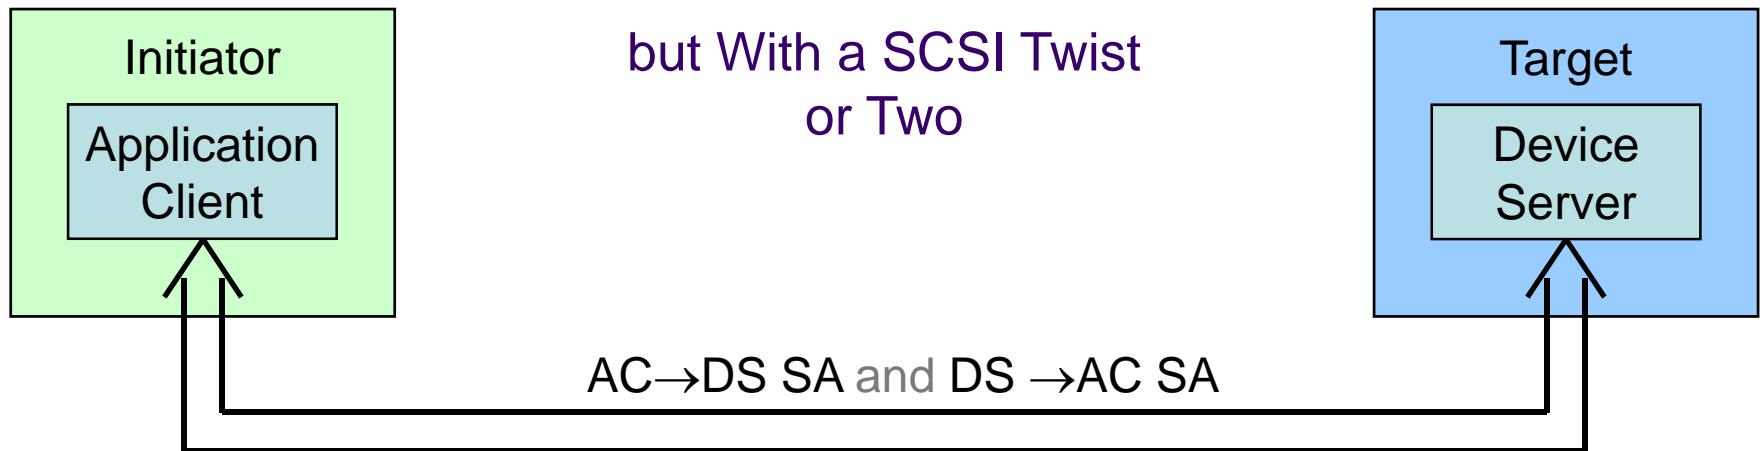 Initiator
Application
Client
but With a SCSI Twist
or Two
Target
Device
Server
AC→DS SA and DS →AC SA